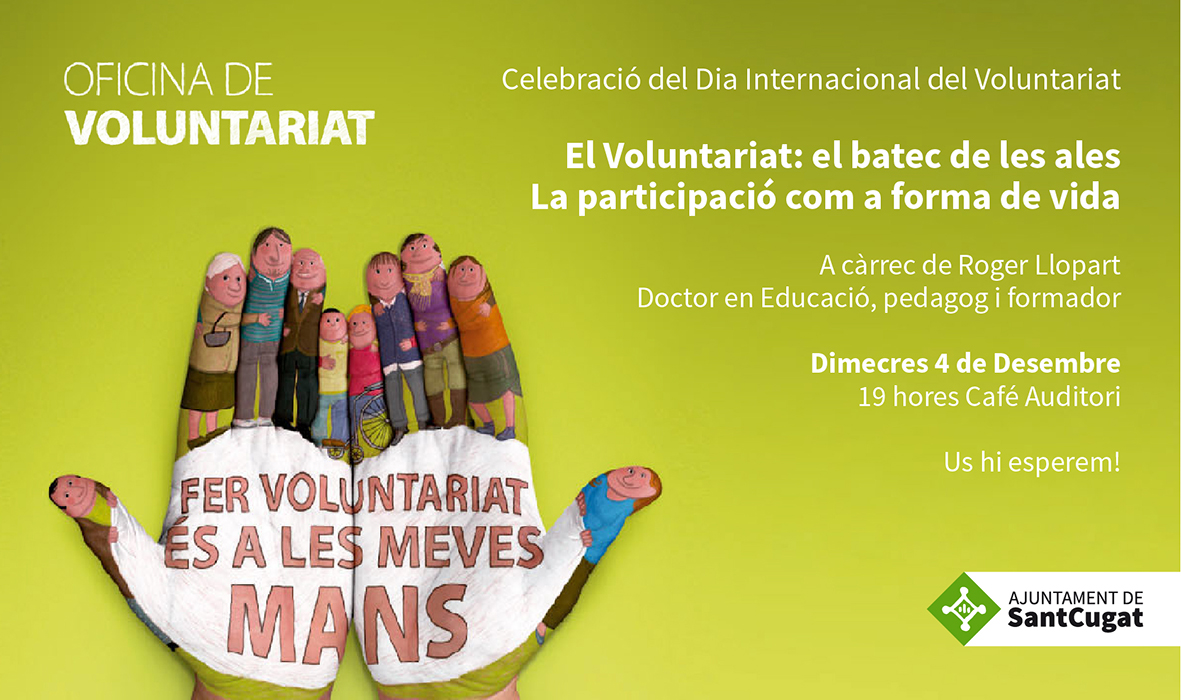 OFICINA DE
VOLUNTARIAT
Celebració del Dia Internacional del Voluntariat
El Voluntariat: el batec de les ales
La participació com a forma de vida
A càrrec de Roger Llopart
Doctor en Educació, pedagog i formador
Dimecres 4 de Desembre
19 hores Café Auditori
Us hi esperem!
FER VOLUNTARIAT
ÉS A LES MEVES
MANS
AJUNTAMENT DE
SantCugat